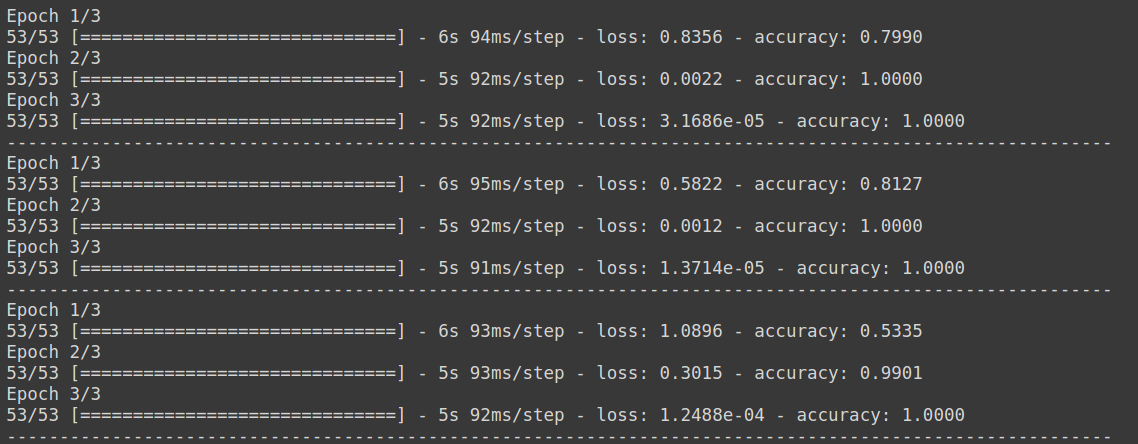 Epoch 1/3
53/53 [==============================] - 6s 94ms/step - loss: 0.8356 - accuracy: 0.7990
Epoch 2/3
53/53 [==============================] - 5s 92ms/step - loss: 0.0022 - accuracy: 1.0000
Epoch 3/3
53/53 [==============================] - 5s 92ms/step - loss: 3.1686e-05 - accuracy: 1.0000
---------------------------------------------------------------------------------------------------------
Epoch 1/3
53/53 [==============================] - 6s 95ms/step - loss: 0.5822 - accuracy: 0.8127
Epoch 2/3
53/53 [==============================] - 5s 92ms/step - loss: 0.0012 - accuracy: 1.0000
Epoch 3/3
53/53 [==============================] - 5s 91ms/step - loss: 1.3714e-05 - accuracy: 1.0000
---------------------------------------------------------------------------------------------------------
Epoch 1/3
53/53 [==============================] - 6s 93ms/step - loss: 1.0896 - accuracy: 0.5335
Epoch 2/3
53/53 [==============================] - 5s 93ms/step - loss: 0.3015 - accuracy: 0.9901
Epoch 3/3
53/53 [==============================] - 5s 92ms/step - loss: 1.2488e-04 - accuracy: 1.0000
---------------------------------------------------------------------------------------------------------